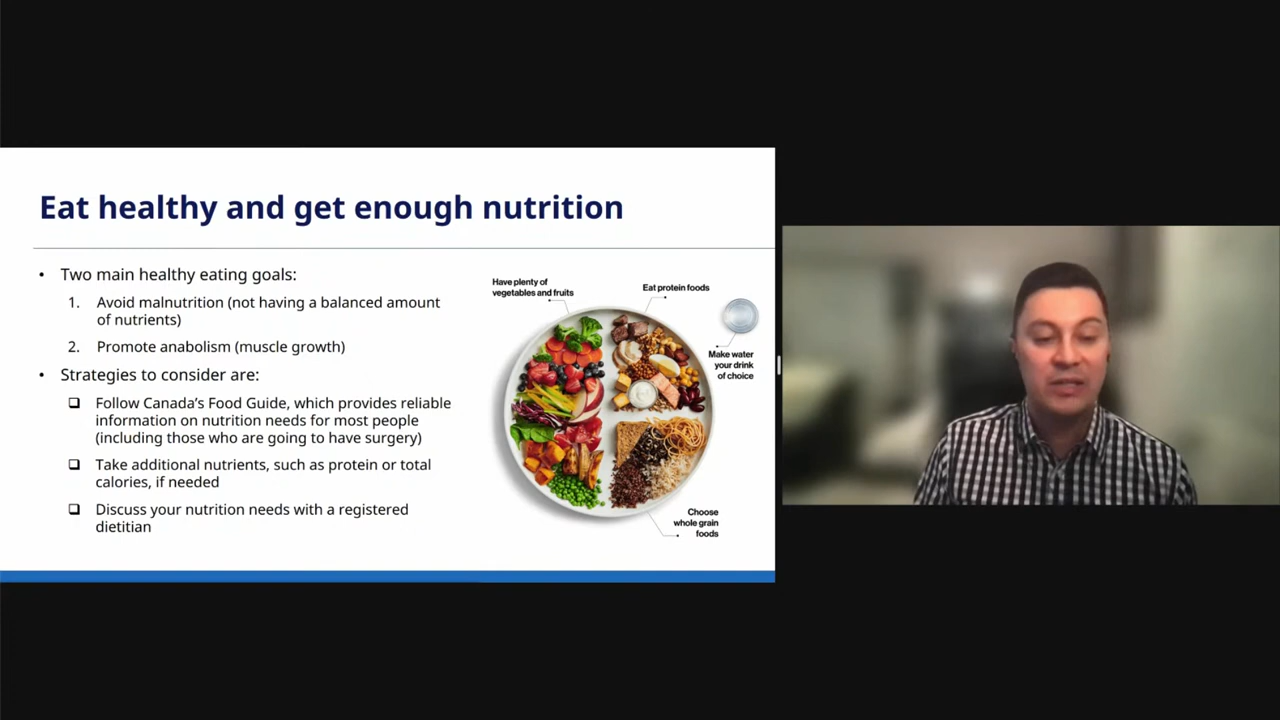 Eat healthy and get enough nutrition
• Two main healthy eating goals:
1. Avoid malnutrition (not having a balanced amount
of nutrients)
2. Promote anabolism (muscle growth)
• Strategies to consider are:
❑ Follow Canada’s Food Guide, which provides reliable
information on nutrition needs for most people
(including those who are going to have surgery)
❑ Take additional nutrients, such as protein or total
calories, if needed
❑ Discuss your nutrition needs with a registered
dietitian
Have plenty of
vegetables and fruits
Eat protein foods
Make water
your drink
of choice
Choose
whole grain
foods